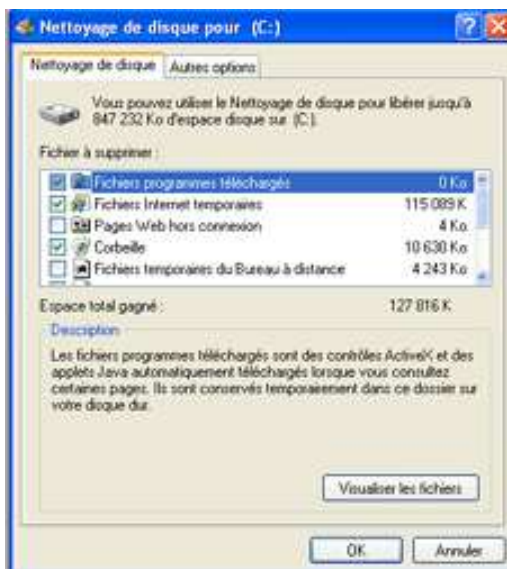 Nettoyage de disque pour (C:)
Nettoyage de disque
Autres options
Vous pouvez utiliser le Nettoyage de disque pour libérer jusqu'à
847 232 Ko d'espace disque sur (C:).
Fichier à supprimer :
Fichiers programmes téléchargés 0 Ko
Fichiers Internet temporaires 115 089 K
Pages Web hors connexion 4 Ko
Corbeille 10 630 Ko
Fichiers temporaires du Bureau à distance 4 243 Ko
Espace total gagné : 127 816 K
Description
Les fichiers programmes téléchargés sont des contrôles ActiveX et des
applets Java automatiquement téléchargés lorsque vous consultez
certaines pages. Ils sont conservés temporairement dans ce dossier sur
votre disque dur.
Visualiser les fichiers
OK
Annuler